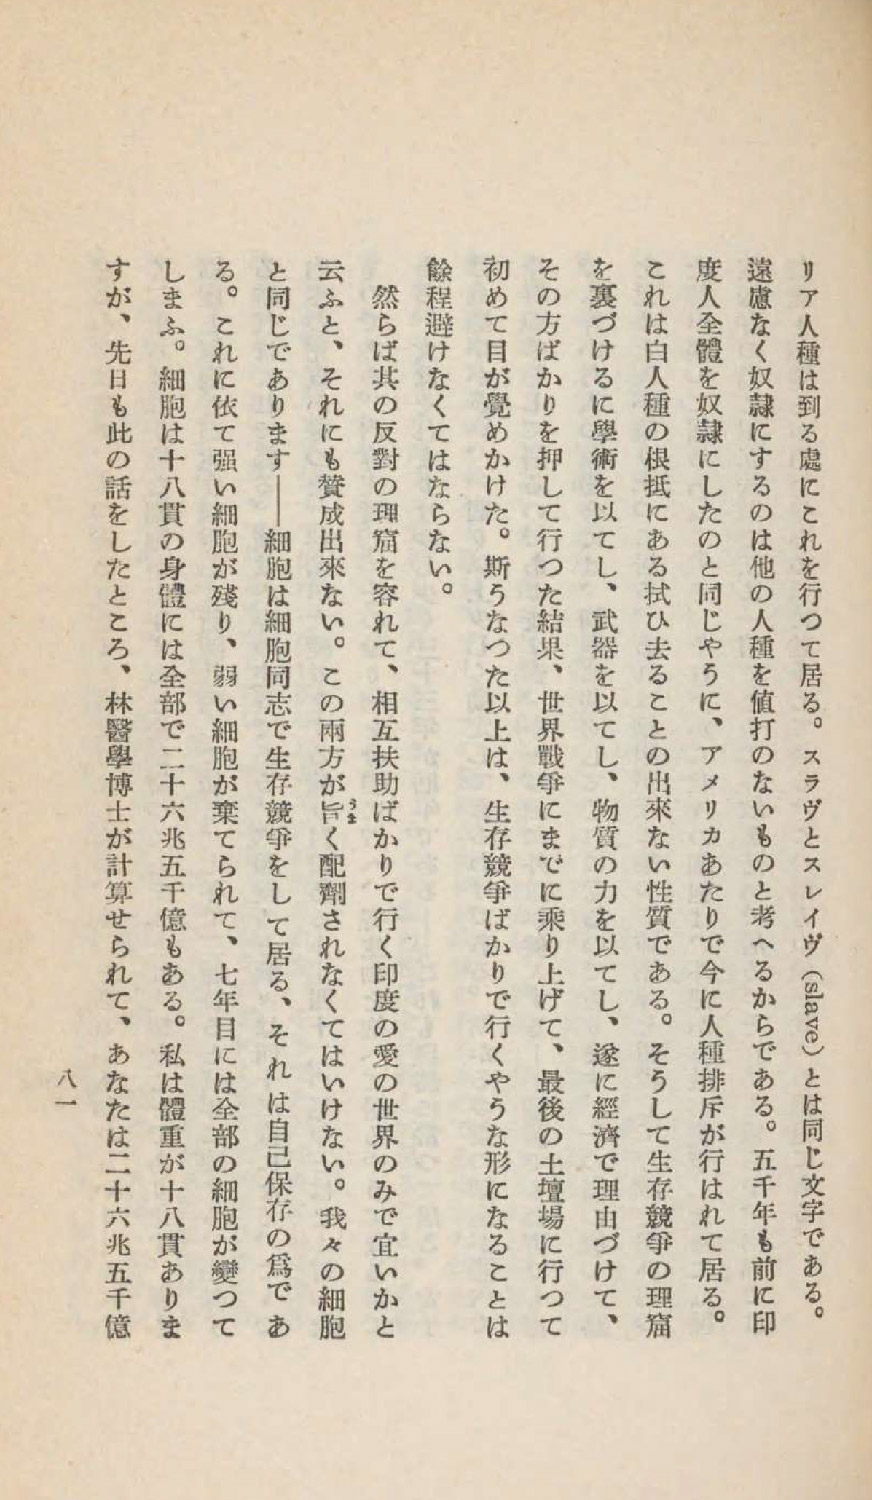 リア人種は到る處にこれを行つて居る。スラヴとスレイヴ(slave)とは同じ文字である。
遠慮なく奴隷にするのは他の人種を値打のないものと考へるからである。五千年も前に印
度人全體を奴隷にしたのと同じやうに、アメリカあたりで今に人種排斥が行はれて居る。
これは白人種の根抵にある拭ひ去ることの出來ない性質である。そうして生存競爭の理窟
を裏づけるに學術を以てし、武器を以てし、物質の力を以てし、遂に經濟で理由づけて、
その方ばかりを押して行つた結果、世界戰爭にまでに乘り上げて、最後の土壇場に行つて
初めて目が覺めかけた。斯うなつた以上は、生存競爭ばかりで行くやうな形になることは
餘程避けなくてはならない。
然らば其の反對の理窟を容れて、相互扶助ばかりで行く印度の愛の世界のみで宜いかと
云ふと、それにも贊成出來ない。この兩方が旨く配劑されなくてはいけない。我々の細胞
うま
と同じであります――細胞は細胞同志で生存競爭をして居る、それは自己保存の爲であ
る。これに依て强い細胞が殘り、弱い細胞が棄てられて、七年目には全部の細胞が變つて
しまふ。細胞は十八貫の身體には全部で二十六兆五千億もある。私は體重が十八貫ありま
すが、先日も此の話をしたところ、林醫學博士が計算せられて、あなたは二十六兆五千億
八一